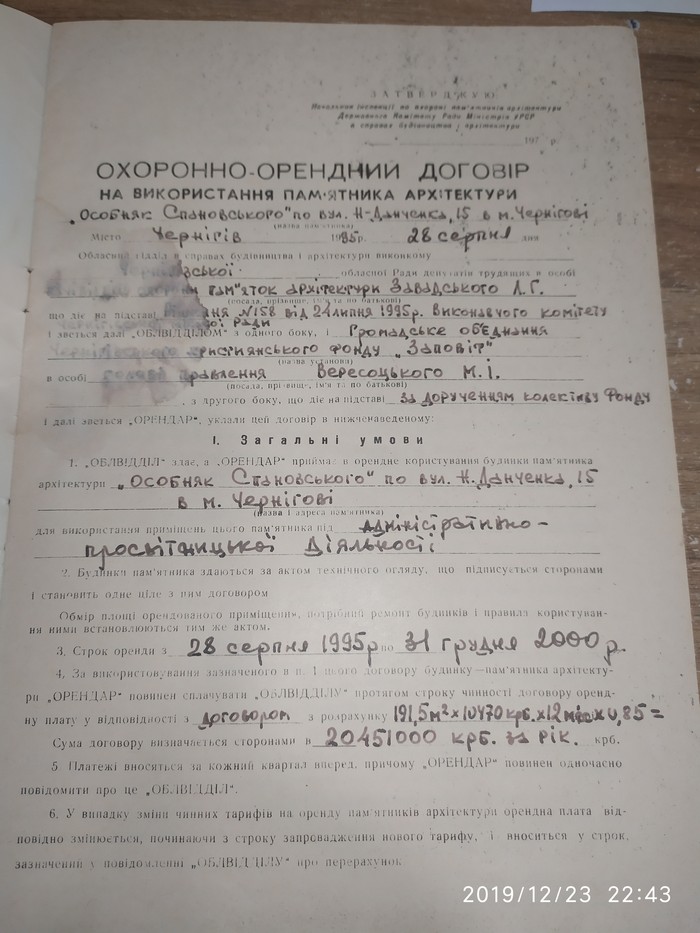 ЗАТВЕРДЖУЮ
Начальник інспекції по охороні пам'ятників архітектури
Державного Комітету Ради Міністрів УРСР
в справах будівництва і архітектури
197 р.
ОХОРОННО-ОРЕНДНИЙ ДОГОВІР
НА ВИКОРИСТАННЯ ПАМ'ЯТНИКА АРХІТЕКТУРИ
„Особняк Спановського" по вул. Н-Данченка, 15 в м. Чернігові
(назва пам'ятника)
Місто Чернігів 1995р. 28 серпня дня
Обласний відділ в справах будівництва і архітектури виконкому
обласної Ради депутатів трудящих в особі
пам'яток архітектури Завадського Л.Г.
(посада, прізвище, ім'я та по батькові)
що діє на підставі №158 від 24 липня 1995р. виконавчого комітету
Ради
і зветься далі „ОБЛВІДДІЛОМ" з одного боку, і Громадське об'єднання
християнського фонду „Заповіт"
(назва установи)
в особі правління Вересоцького М.І.
(посада, прізвище, ім'я та по батькові)
, з другого боку, що діє на підставі за дорученцям колективу Фонду
і далі зветься „ОРЕНДАР", уклали цей договір в нижченаведеному:
І. Загальні умови
1. „ОБЛВІДДІЛ" здає, а „ОРЕНДАР" приймає в орендне користування будинки пам'ятника
архітектури „Особняк Спановського" по вул. Н. Данченка, 15
в м. Чернігові
(назва і адреса пам'ятника)
для використання приміщень цього пам'ятника під адміністративно-
просвітницької діяльності
2. Будинки пам'ятника здаються за актом технічного огляду, що підписується сторонами
і становить одне ціле з цим договором
Обмір площі орендованого приміщення, потрібний ремонт будинків і правила користуван-
ня ними встановлюються тим же актом.
3. Строк оренди з 28 серпня 1995р по 31 грудня 2000 р.
4. За використовування зазначеного в п. 1 цього договору будинку—пам'ятника архітекту-
ри „ОРЕНДАР" повинен сплачувати „ОБЛВІДДІЛУ" протягом строку чинності договору оренд-
ну плату у відповідності з договором з розрахунку 191,5м²х10470крб.х12міс.х0,85=
Сума договору визначається сторонами в 20451000 крб. за рік. крб.
5. Платежі вносяться за кожний квартал вперед, причому „ОРЕНДАР" повинен одночасно
повідомити про це „ОБЛВІДДІЛ".
6. У випадку зміни чинних тарифів на оренду пам'ятників архітектури орендна плата від-
повідно змінюється, починаючи з строку запровадження нового тарифу, і вноситься у строк,
зазначений у повідомленні „ОБЛВІДДІЛУ" про перерахунок
2019/12/23 22:43